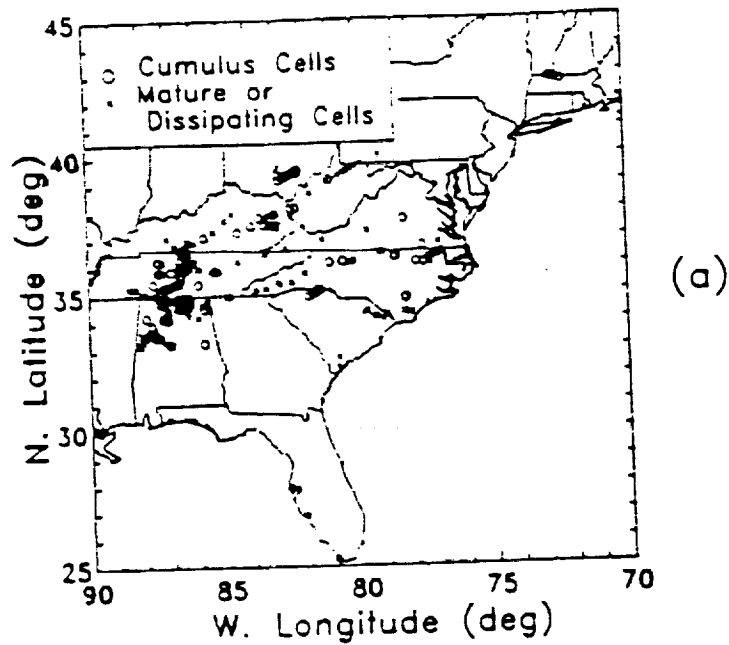 45
Cumulus Cells
Mature or
Dissipating Cells
40
35
30
25
N. Latitude (deg)
90
85
80
75
70
W. Longitude (deg)
(a)